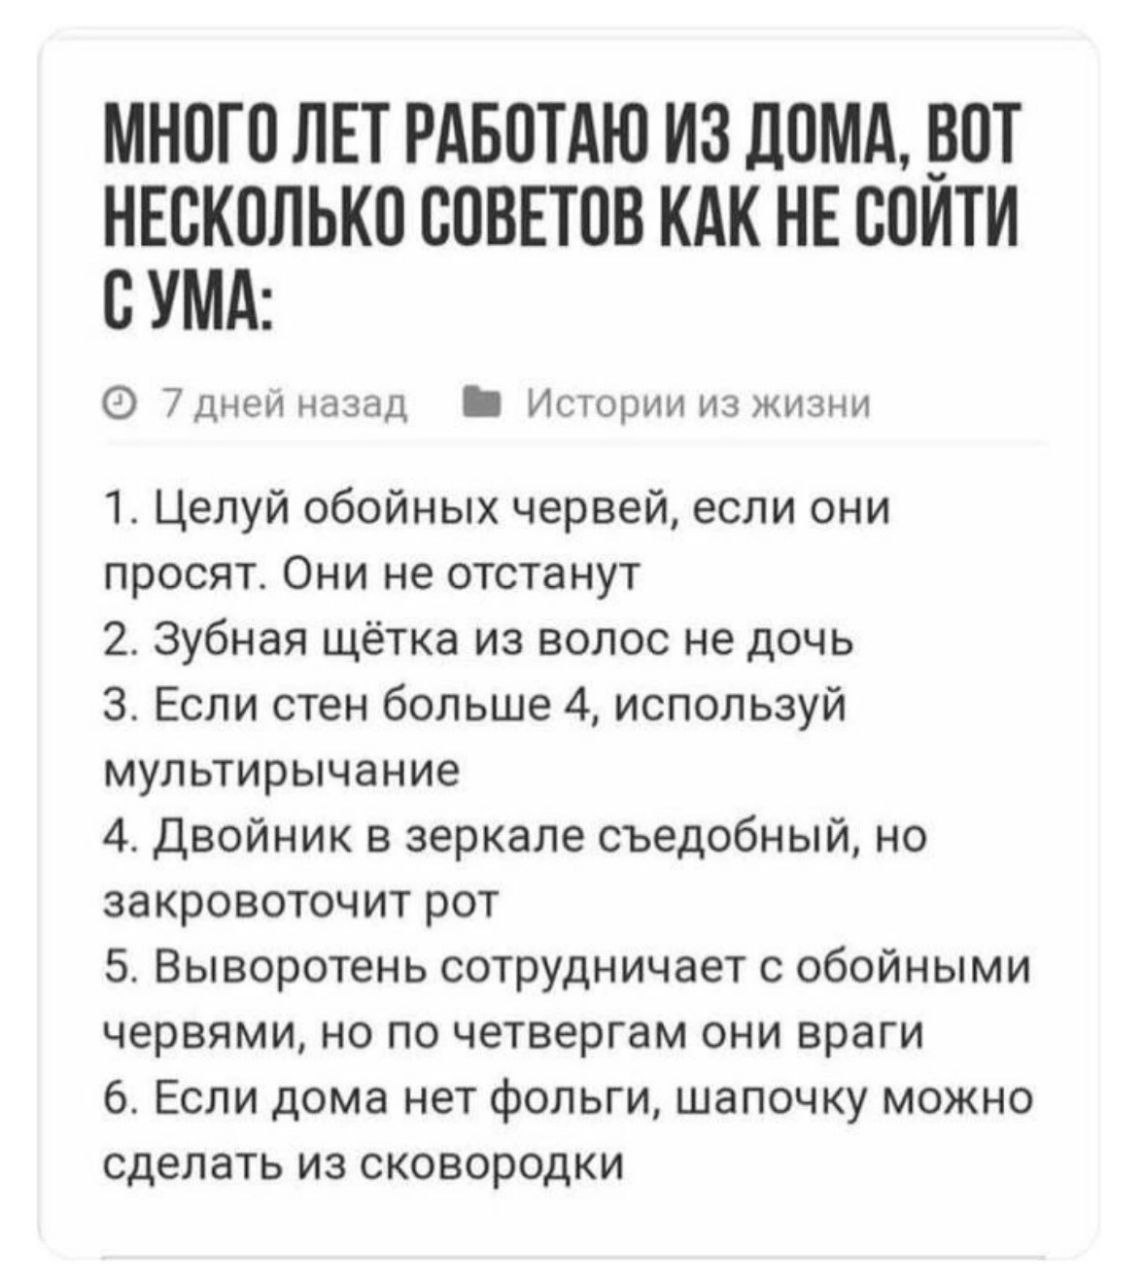 МНОГО ЛЕТ РАБОТАЮ ИЗ ДОМА, ВОТ
НЕСКОЛЬКО СОВЕТОВ КАК НЕ СОЙТИ
С УМА:
7 дней назад Истории из жизни
1. Целуй обойных червей, если они
просят. Они не отстанут
2. Зубная щётка из волос не дочь
3. Если стен больше 4, используй
мультирычание
4. Двойник в зеркале съедобный, но
закровоточит рот
5. Выворотень сотрудничает с обойными
червями, но по четвергам они враги
6. Если дома нет фольги, шапочку можно
сделать из сковородки